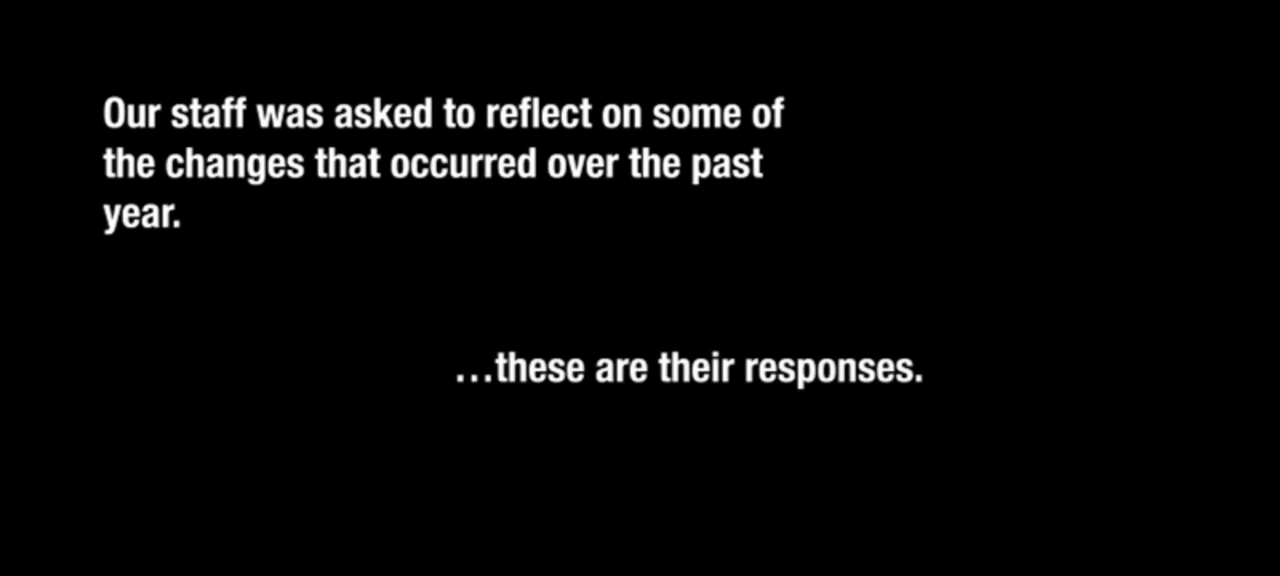 Our staff was asked to reflect on some of
the changes that occurred over the past
year.
…these are their responses.